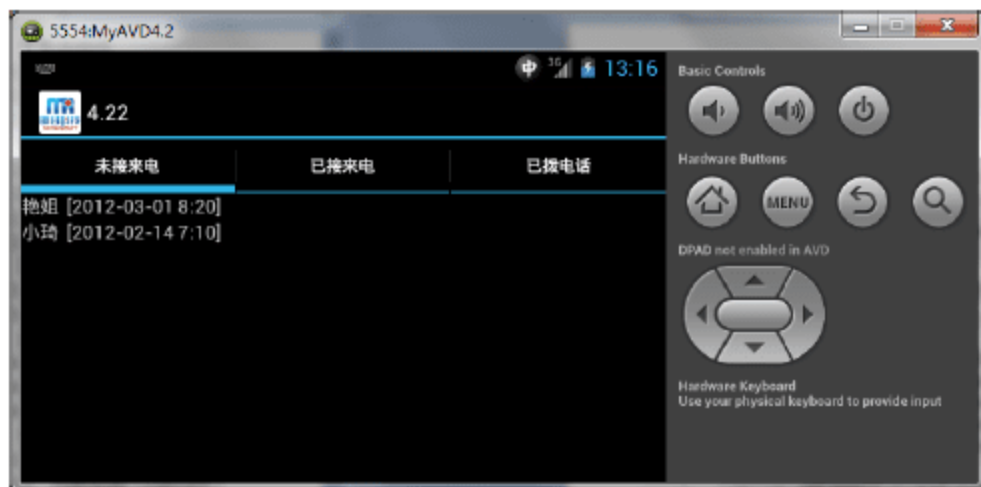 5554:MyAVD4.2
中 3G 13:16
4.22
未接来电 已接来电 已拨电话
艳姐 [2012-03-01 8:20]
小琦 [2012-02-14 7:10]
Basic Controls
Hardware Buttons
MENU
DPAD not enabled in AVD
Hardware Keyboard
Use your physical keyboard to provide input